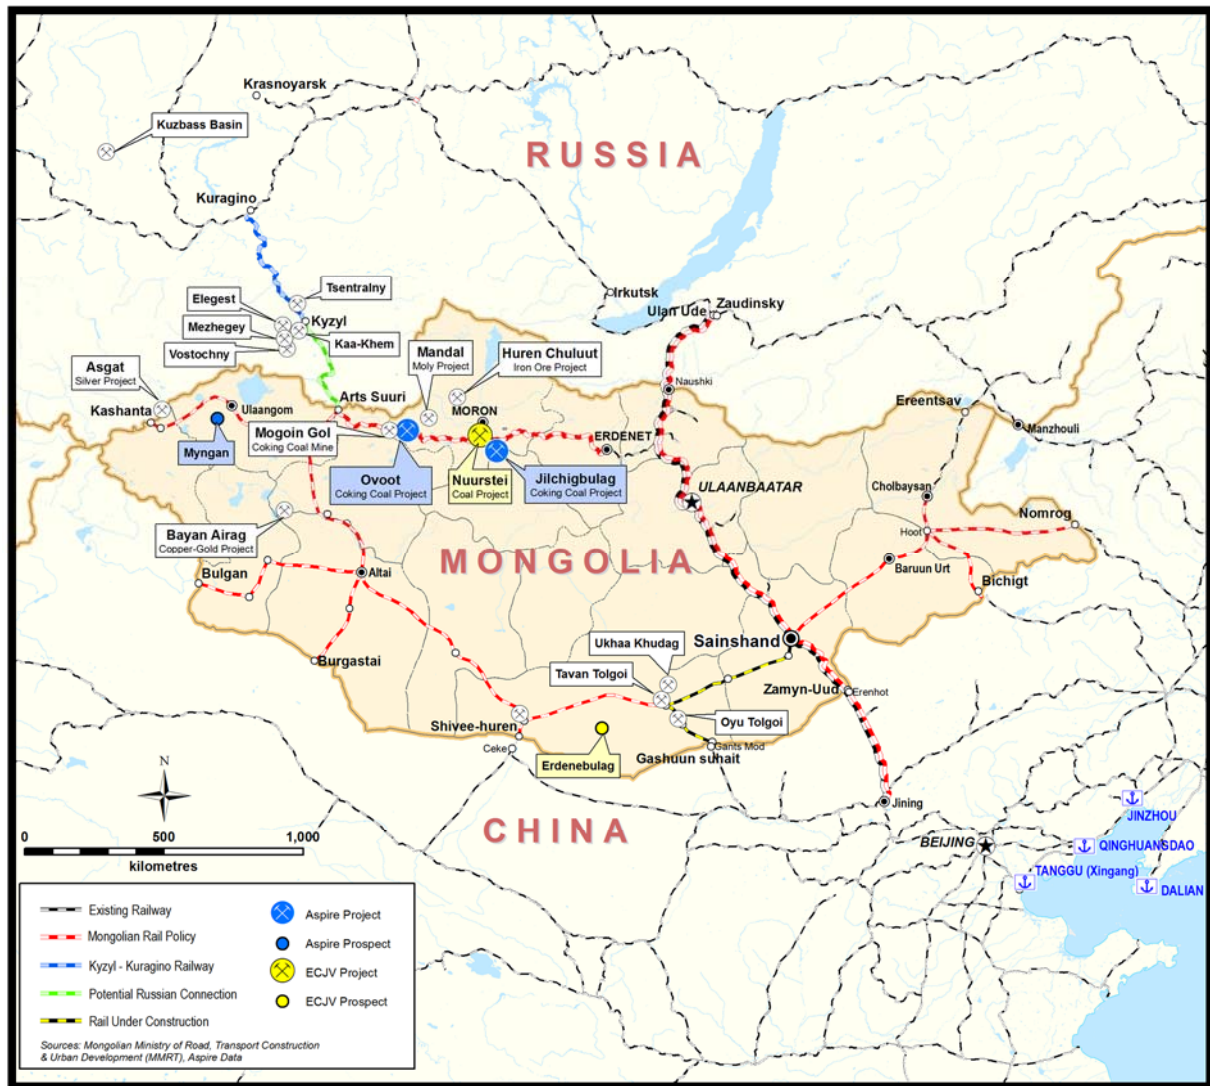 Krasnoyarsk
Kuzbass Basin
RUSSIA
Kuragino
Tsentralny
Irkutsk
Elegest
Zaudinsky
Ulan Ude
Kyzyl
Mezhegey
Kaa-Khem
Vostochny
Mandal
Moly Project
Huren Chuluut
Iron Ore Project
Asgat
Silver Project
Naushki
Arts Suuri
Kashanta
Ulaangom
MORON
Ereentsav
Manzhouli
Mogoin Gol
Coking Coal Mine
ERDENET
Myngan
Ovoot
Coking Coal Project
Nuurstei
Coal Project
Jilchigbulag
Coking Coal Project
ULAANBAATAR
Cholbaysan
Nomrog
Hoot
Bayan Airag
Copper-Gold Project
MONGOLIA
Bulgan
Altai
Baruun Urt
Bichigt
Ukhaa Khudag
Sainshand
Burgastai
Tavan Tolgoi
Zamyn-Uud
Erenhot
Oyu Tolgoi
Shivee-huren
Ceke
Gants Mod
Gashuun suhait
Erdenebulag
N
CHINA
Jining
JINZHOU
0 500 1,000
kilometres
BEIJING
QINGHUANGDAO
TANGGU (Xingang)
DALIAN
Existing Railway
Mongolian Rail Policy
Kyzyl - Kuragino Railway
Potential Russian Connection
Rail Under Construction
Aspire Project
Aspire Prospect
ECJV Project
ECJV Prospect
Sources: Mongolian Ministry of Road, Transport Construction
& Urban Development (MMRT), Aspire Data